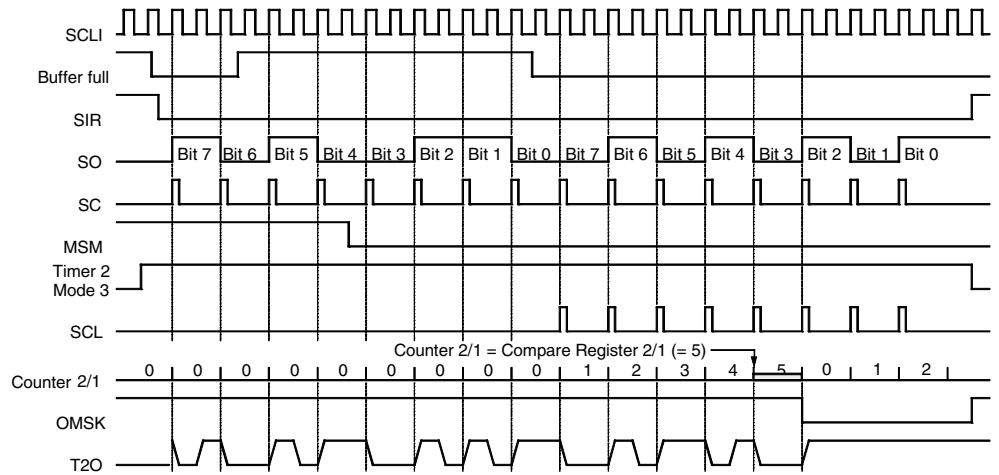 SCLI
Buffer full
SIR
SO
Bit 7 Bit 6 Bit 5 Bit 4 Bit 3 Bit 2 Bit 1 Bit 0 Bit 7 Bit 6 Bit 5 Bit 4 Bit 3 Bit 2 Bit 1 Bit 0
SC
MSM
Timer 2
Mode 3
SCL
Counter 2/1 = Compare Register 2/1 (= 5)
Counter 2/1
0 0 0 0 0 0 0 0 0 1 2 3 4 5 0 1 2
OMSK
T2O